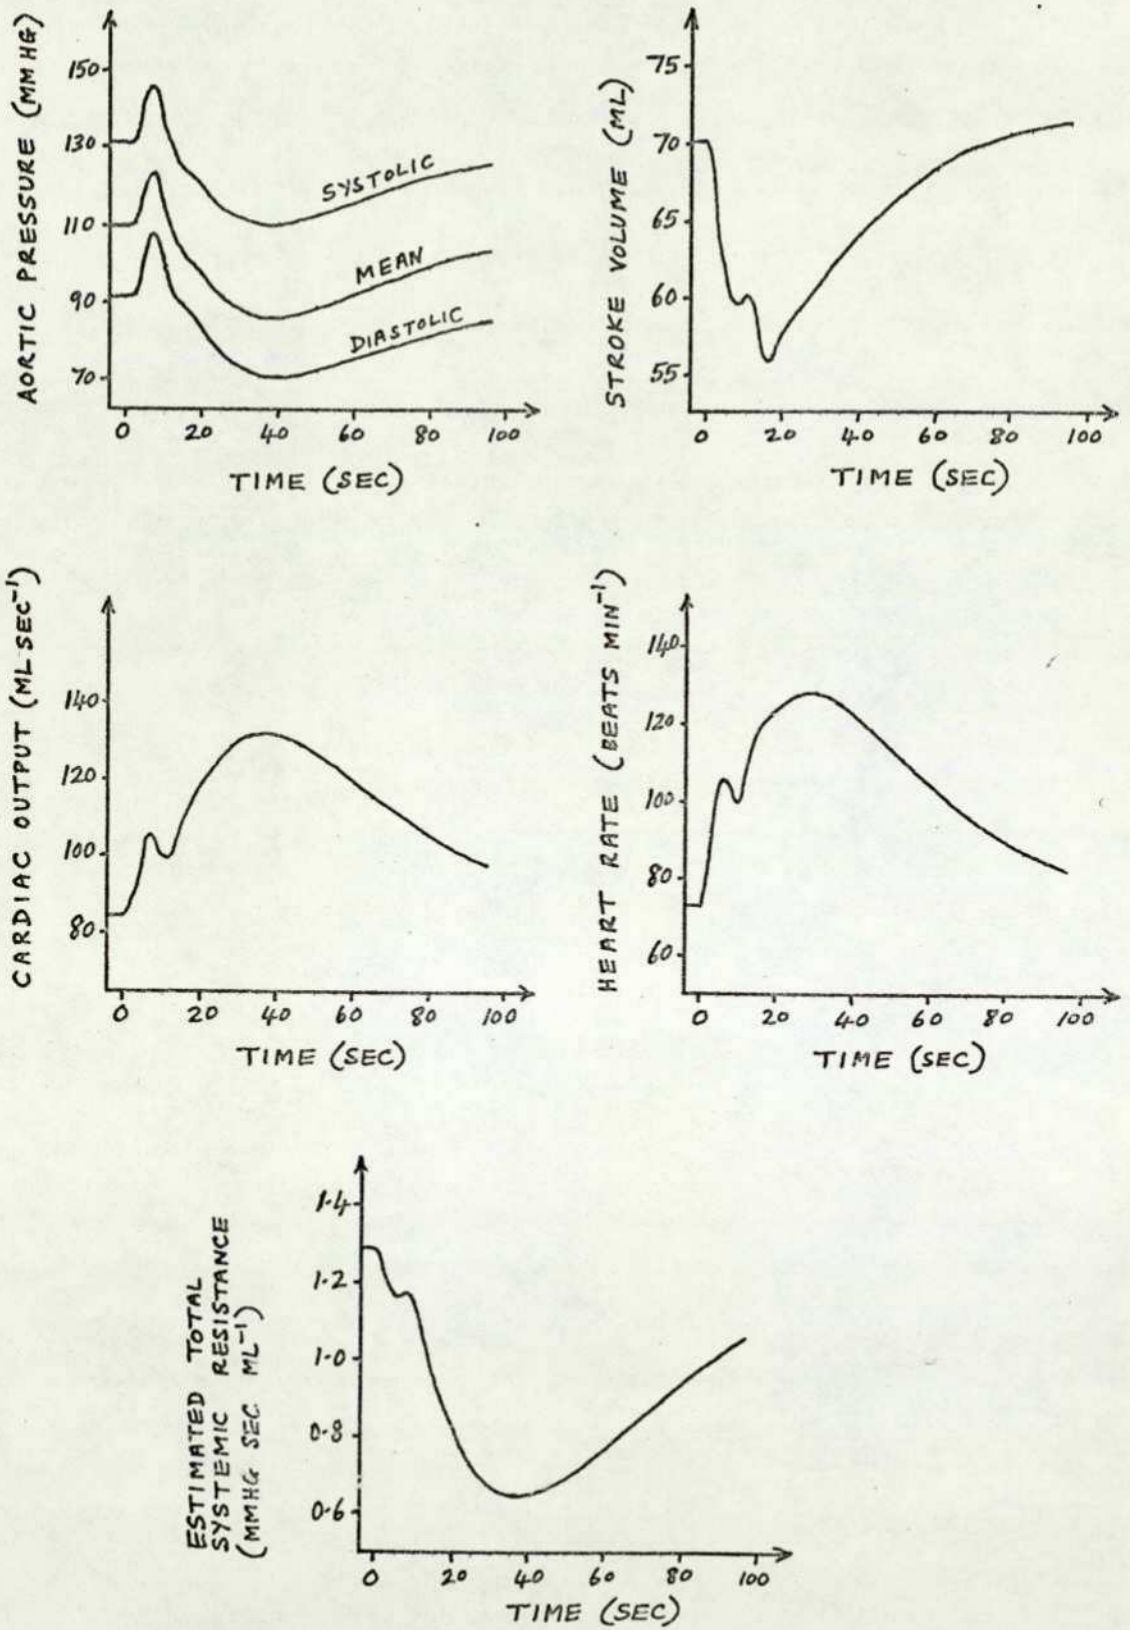 AORTIC PRESSURE (MM HG)
150
130
110
90
70
SYSTOLIC
MEAN
DIASTOLIC
0 20 40 60 80 100
TIME (SEC)
STROKE VOLUME (ML)
75
70
65
60
55
0 20 40 60 80 100
TIME (SEC)
CARDIAC OUTPUT (ML SEC⁻¹)
140
120
100
80
0 20 40 60 80 100
TIME (SEC)
HEART RATE (BEATS MIN⁻¹)
140
120
100
80
60
0 20 40 60 80 100
TIME (SEC)
ESTIMATED TOTAL
SYSTEMIC RESISTANCE
(MMHG SEC ML⁻¹)
1.4
1.2
1.0
0.8
0.6
0 20 40 60 80 100
TIME (SEC)